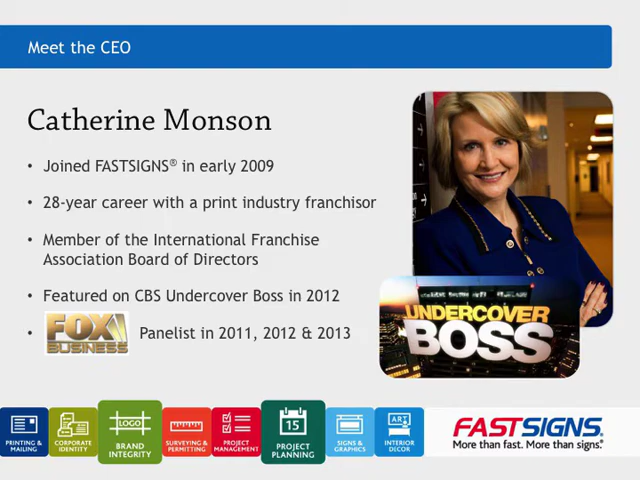 Meet the CEO
Catherine Monson
• Joined FASTSIGNS® in early 2009
• 28-year career with a print industry franchisor
• Member of the International Franchise
Association Board of Directors
• Featured on CBS Undercover Boss in 2012
• FOX BUSINESS Panelist in 2011, 2012 & 2013
UNDERCOVER
BOSS
PRINTING & MAILING
CORPORATE IDENTITY
LOGO
BRAND INTEGRITY
SURVEYING & PERMITTING
PROJECT MANAGEMENT
15
PROJECT PLANNING
SIGNS & GRAPHICS
ART
INTERIOR DECOR
FASTSIGNS.
More than fast. More than signs.®